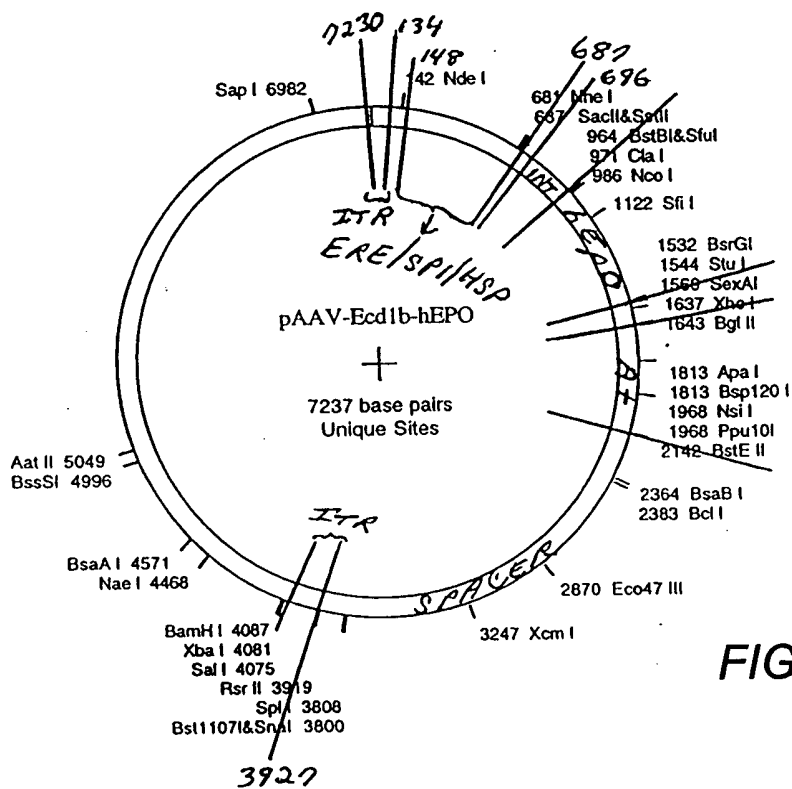 7230
134
148
687
696
142 Nde I
Sap I 6982
681 Nhe I
687 SacII&SstII
964 BstBI&SfuI
971 Cla I
986 Nco I
1122 Sfi I
INT
hEPO
ITR
ERE/SP1/HSP
1532 BsrGI
1544 Stu I
1568 SexAI
1637 Xho I
1643 Bgl II
pAAV-Ecd1b-hEPO
7237 base pairs
Unique Sites
1813 Apa I
1813 Bsp120 I
1968 Nsi I
1968 Ppu10I
2142 BstE II
2364 BsaB I
2383 Bcl I
Aat II 5049
BssSI 4996
ITR
BsaA I 4571
Nae I 4468
SPACER
2870 Eco47 III
3247 Xcm I
BamH I 4087
Xba I 4081
Sal I 4075
Rsr II 3919
Spl I 3808
Bst1107I&SnaI 3800
3927
FIG